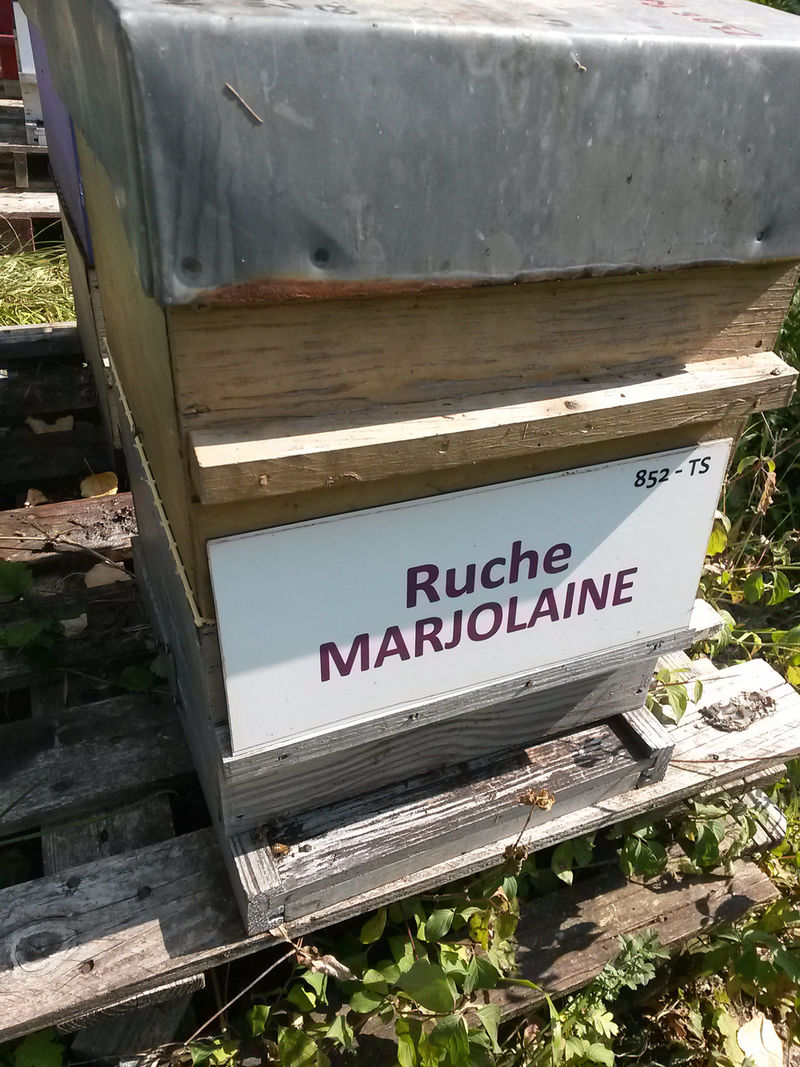 852 - TS
Ruche
MARJOLAINE